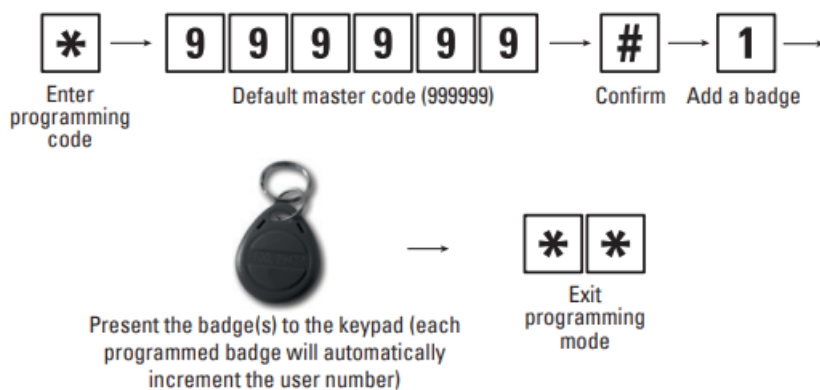 * 9 9 9 9 9 9 # 1
Enter programming code
Default master code (999999)
Confirm
Add a badge
* *
Present the badge(s) to the keypad (each
programmed badge will automatically
increment the user number)
Exit
programming
mode